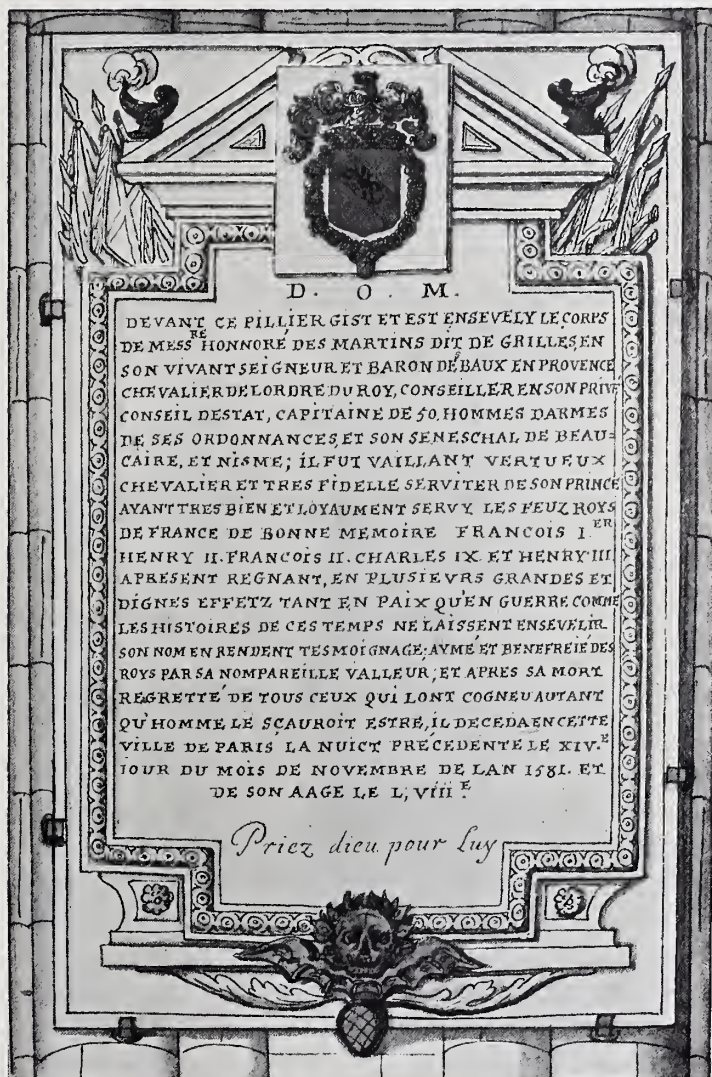 D. O. M.
DEVANT CE PILLIER GIST ET EST ENSEVELY LE CORPS
DE MESSRE HONNORÉ DES MARTINS DIT DE GRILLES, EN
SON VIVANT SEIGNEUR ET BARON DES BAUX EN PROVENCE
CHEVALIER DE LORDRE DU ROY, CONSEILLER EN SON PRIVE
CONSEIL DESTAT, CAPITAINE DE 50. HOMMES DARMES
DE SES ORDONNANCES, ET SON SENESCHAL DE BEAU=
CAIRE, ET NISME; IL FUT VAILLANT VERTUEUX
CHEVALIER ET TRES FIDELLE SERVITER DE SON PRINCE
AYANT TRES BIEN ET LOYAUMENT SERVY LES FEUZ ROYS
DE FRANCE DE BONNE MEMOIRE FRANCOIS I.ER
HENRY II. FRANCOIS II. CHARLES IX. ET HENRY III
APRESENT REGNANT, EN PLUSIEVRS GRANDES ET
DIGNES EFFETZ TANT EN PAIX QU'EN GUERRE COMME
LES HISTOIRES DE CES TEMPS NE LAISSENT ENSEVELIR
SON NOM EN RENDENT TESMOIGNAGE; AYMÉ ET BENEFREIÉ DES
ROYS PAR SA NOMPAREILLE VALLEUR; ET APRES SA MORT
REGRETTÉ DE TOUS CEUX QUI LONT COGNEU AUTANT
QU'HOMME LE SCAUROIT ESTRE, IL DECEDA EN CETTE
VILLE DE PARIS LA NUICT PRECEDENTE LE XIV.E
IOUR DU MOIS DE NOVEMBRE DE LAN 1581. ET
DE SON AAGE LE L, VIII E.
Priez dieu pour Luy